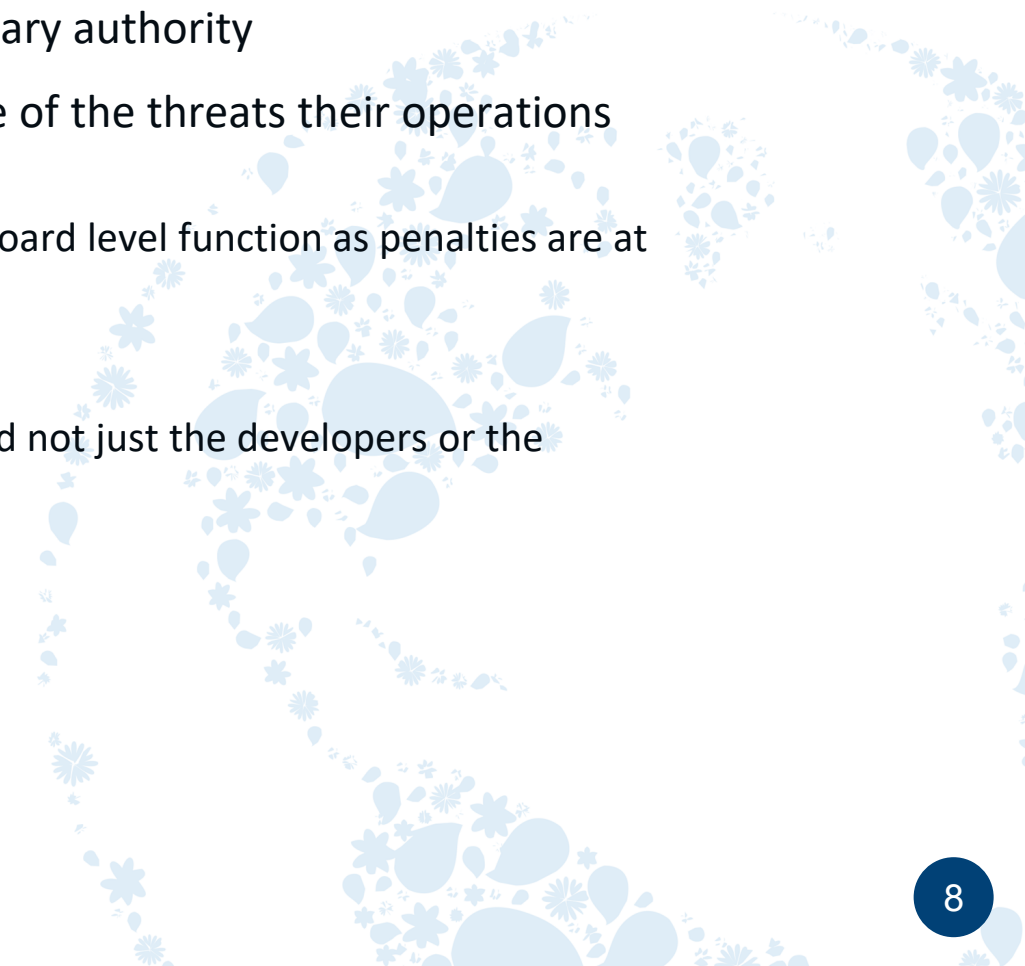 ary authority
e of the threats their operations
oard level function as penalties are at
d not just the developers or the
8